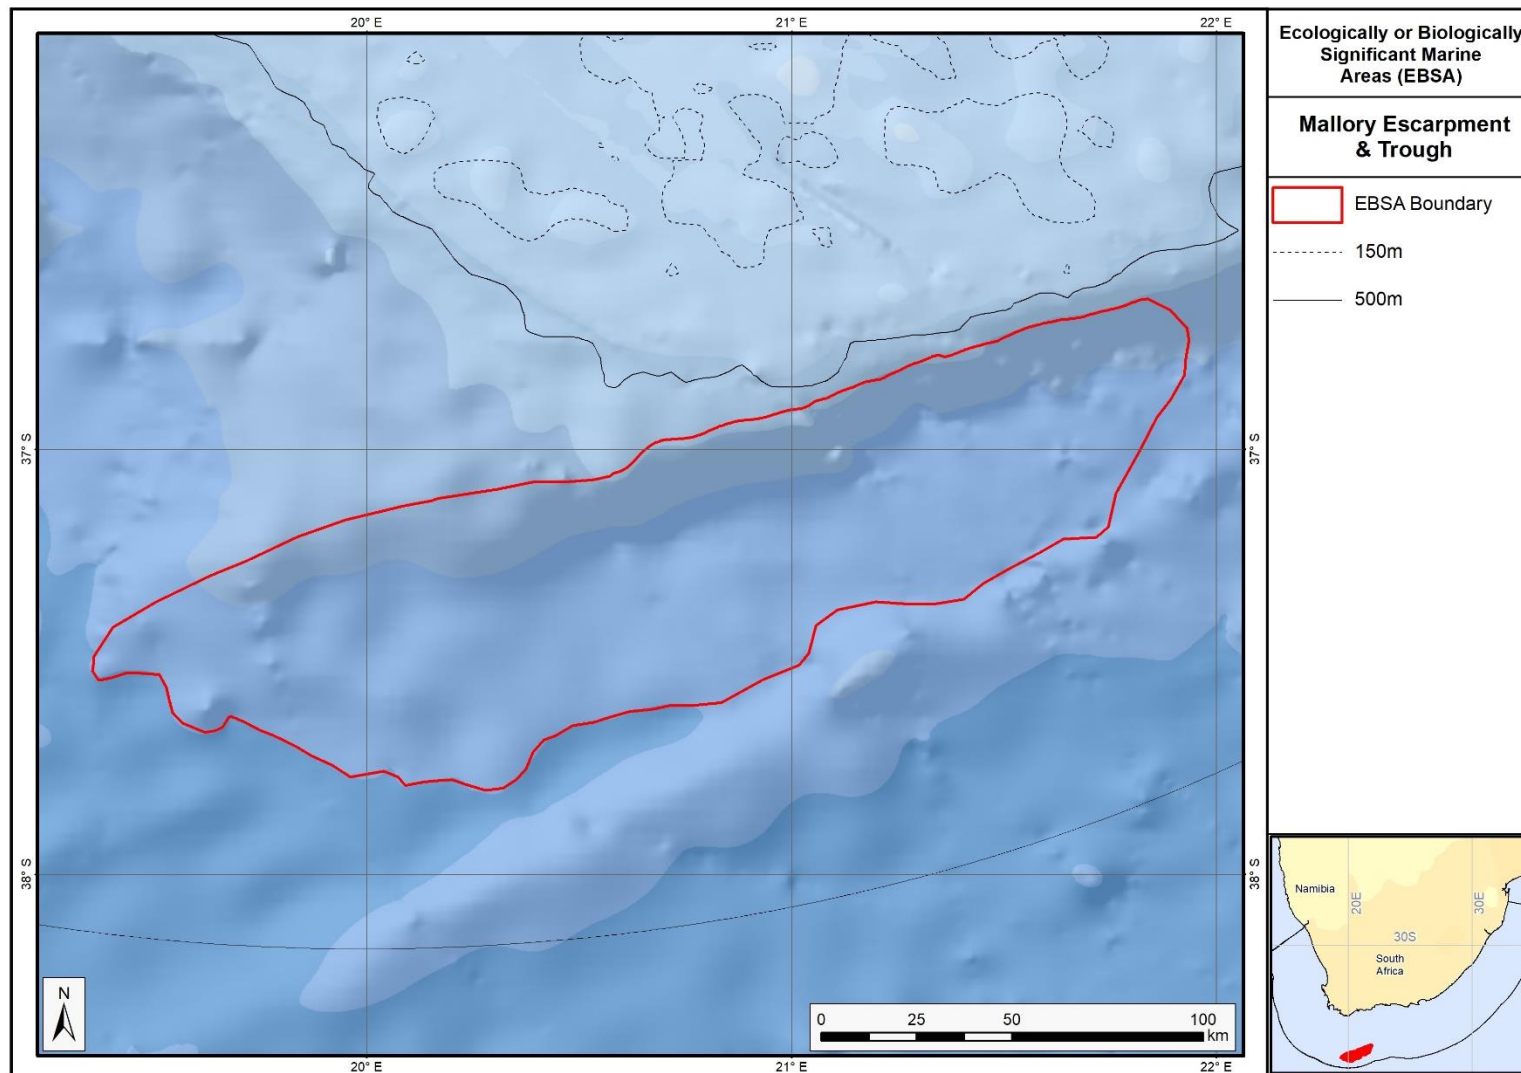 20° E
21° E
22° E
Ecologically or Biologically
Significant Marine
Areas (EBSA)
Mallory Escarpment
& Trough
EBSA Boundary
150m
500m
37° S
37° S
38° S
38° S
N
0
25
50
100
km
20° E
21° E
22° E
Namibia
20E
30E
30S
South
Africa